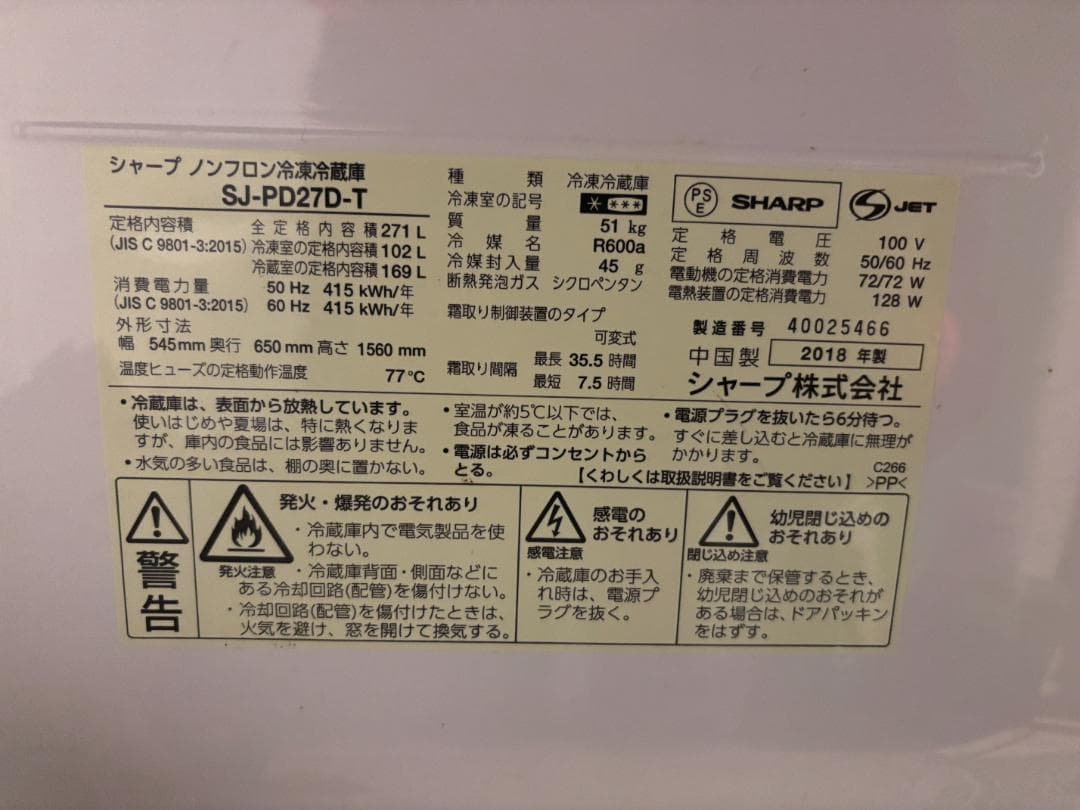 シャープ ノンフロン冷凍冷蔵庫
SJ-PD27D-T
定格内容積
(JIS C 9801-3:2015)
全定格内容積 271 L
冷凍室の定格内容積 102 L
冷蔵室の定格内容積 169 L
消費電力量
(JIS C 9801-3:2015)
50 Hz 415 kWh/年
60 Hz 415 kWh/年
外形寸法
幅 545mm 奥行 650mm 高さ 1560 mm
温度ヒューズの定格動作温度 77℃
種類 冷凍冷蔵庫
冷凍室の記号
質量 51 kg
冷媒名 R600a
冷媒封入量 45 g
断熱発泡ガス シクロペンタン
霜取り制御装置のタイプ
可変式
霜取り間隔
最長 35.5 時間
最短 7.5 時間
PS
E
SHARP
S JET
定格電圧 100 V
定格周波数 50/60 Hz
電動機の定格消費電力 72/72 W
電熱装置の定格消費電力 128 W
製造番号 40025466
中国製 2018 年製
シャープ株式会社
・冷蔵庫は、表面から放熱しています。
使いはじめや夏場は、特に熱くなりま
すが、庫内の食品には影響ありません。
・水気の多い食品は、棚の奥に置かない。
・室温が約5℃以下では、
食品が凍ることがあります。
・電源は必ずコンセントから
とる。
・電源プラグを抜いたら6分待つ。
すぐに差し込むと冷蔵庫に無理が
かかります。
C266
【くわしくは取扱説明書をご覧ください】 >PP<
警告
発火・爆発のおそれあり
発火注意
・冷蔵庫内で電気製品を使
わない。
・冷蔵庫背面・側面などに
ある冷却回路(配管)を傷付けない。
・冷却回路(配管)を傷付けたときは、
火気を避け、窓を開けて換気する。
感電の
おそれあり
感電注意
・冷蔵庫のお手入
れ時は、電源プ
ラグを抜く。
幼児閉じ込めの
おそれあり
閉じ込め注意
・廃棄まで保管するとき、
幼児閉じ込めのおそれが
ある場合は、ドアパッキン
をはずす。